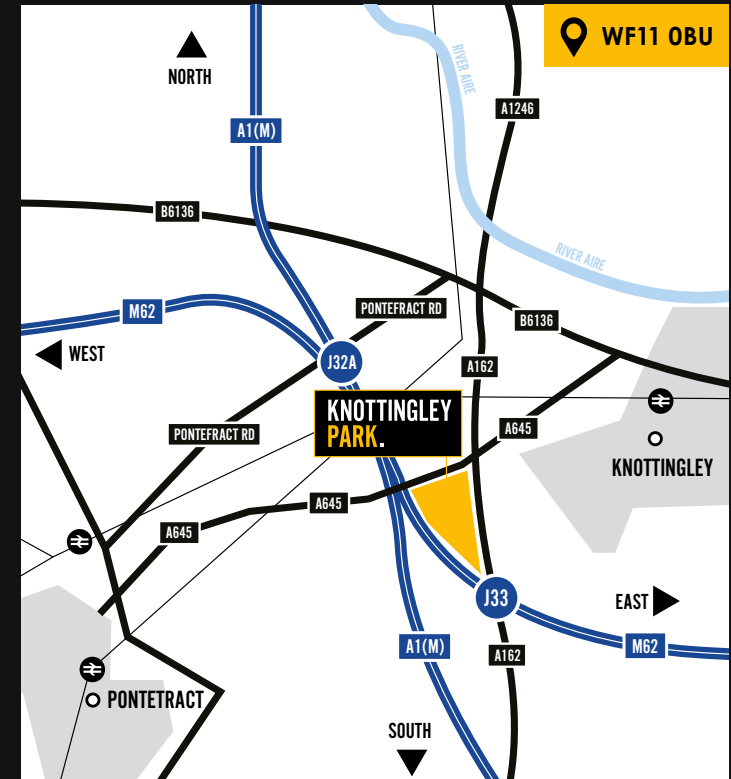 WF11 0BU
NORTH
RIVER AIRE
A1246
A1(M)
B6136
RIVER AIRE
M62
PONTEFRACT RD
B6136
WEST
J32A
A162
KNOTTINGLEY
PARK.
A645
PONTEFRACT RD
KNOTTINGLEY
A645
A645
J33
EAST
A1(M)
M62
A162
PONTETRACT
SOUTH